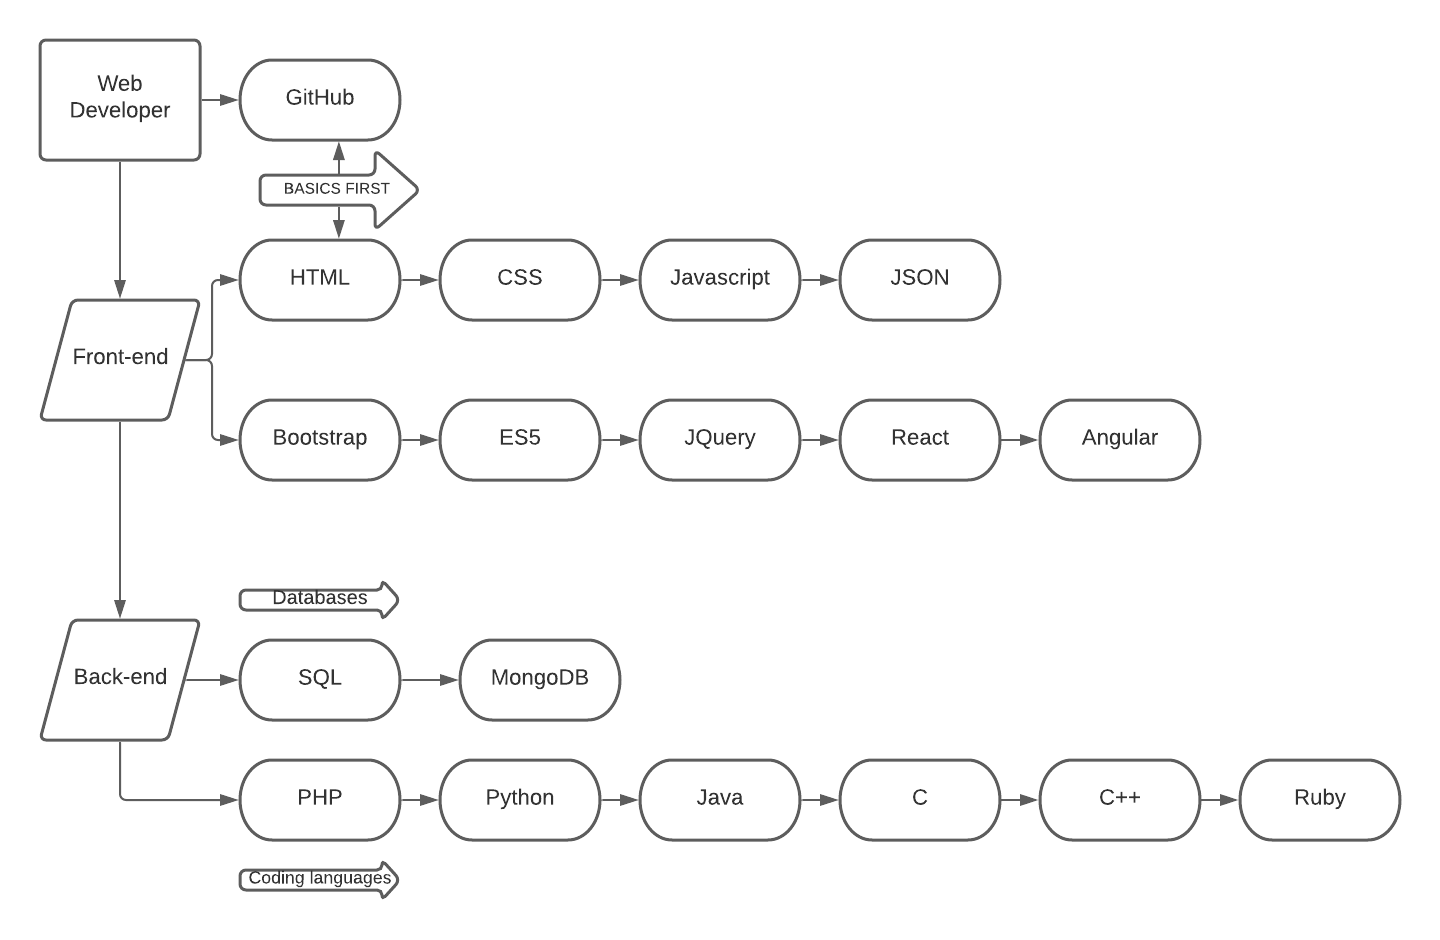 Web
Developer
GitHub
BASICS FIRST
HTML
CSS
Javascript
JSON
Front-end
Bootstrap
ES5
JQuery
React
Angular
Databases
Back-end
SQL
MongoDB
PHP
Python
Java
C
C++
Ruby
Coding languages